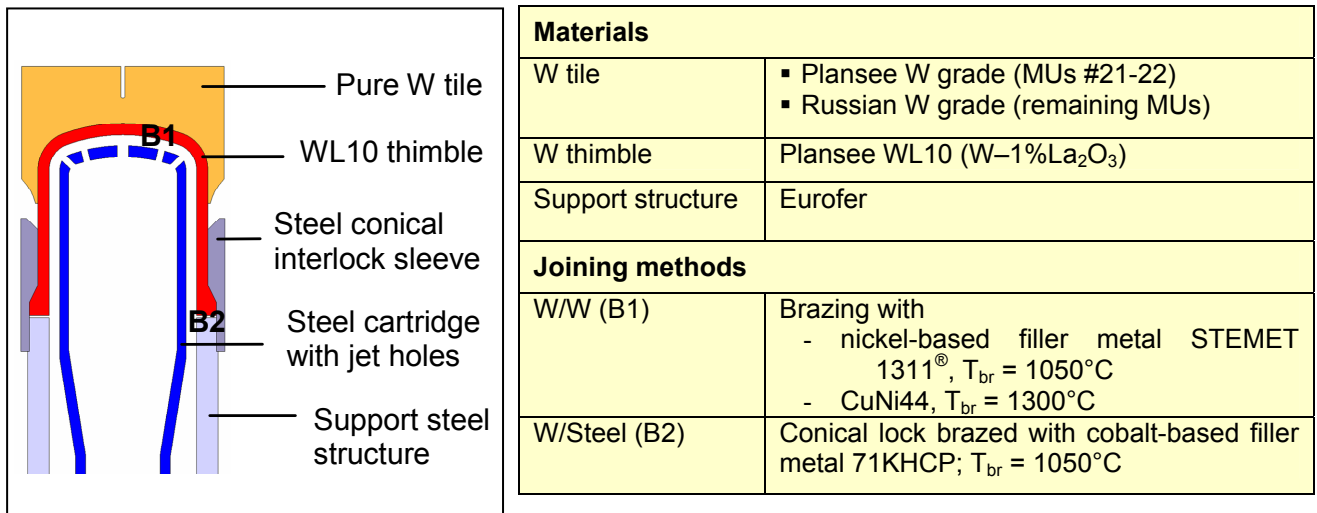 Pure W tile
B1
WL10 thimble
Steel conical
interlock sleeve
B2
Steel cartridge
with jet holes
Support steel
structure
Materials
W tile
▪ Plansee W grade (MUs #21-22)
▪ Russian W grade (remaining MUs)
W thimble
Plansee WL10 (W–1%La₂O₃)
Support structure
Eurofer
Joining methods
W/W (B1)
Brazing with
- nickel-based filler metal STEMET
1311®, Tbr = 1050°C
- CuNi44, Tbr = 1300°C
W/Steel (B2)
Conical lock brazed with cobalt-based filler
metal 71KHCP; Tbr = 1050°C